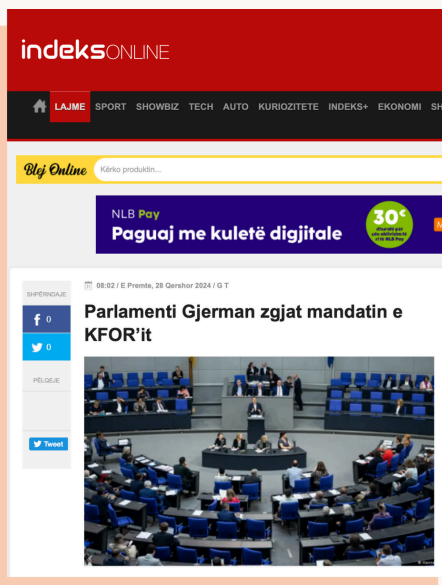 indeksONLINE
LAJME SPORT SHOWBIZ TECH AUTO KURIOZITETE INDEKS+ EKONOMI SH
Blej Online Kërko produktin...
NLB Pay
Paguaj me kuletë digjitale
30€
SHPËRNDAJE
08:02 / E Premte, 28 Qershor 2024 / G T
Parlamenti Gjerman zgjat mandatin e
KFOR'it
0
0
PËLQEJE
Tweet